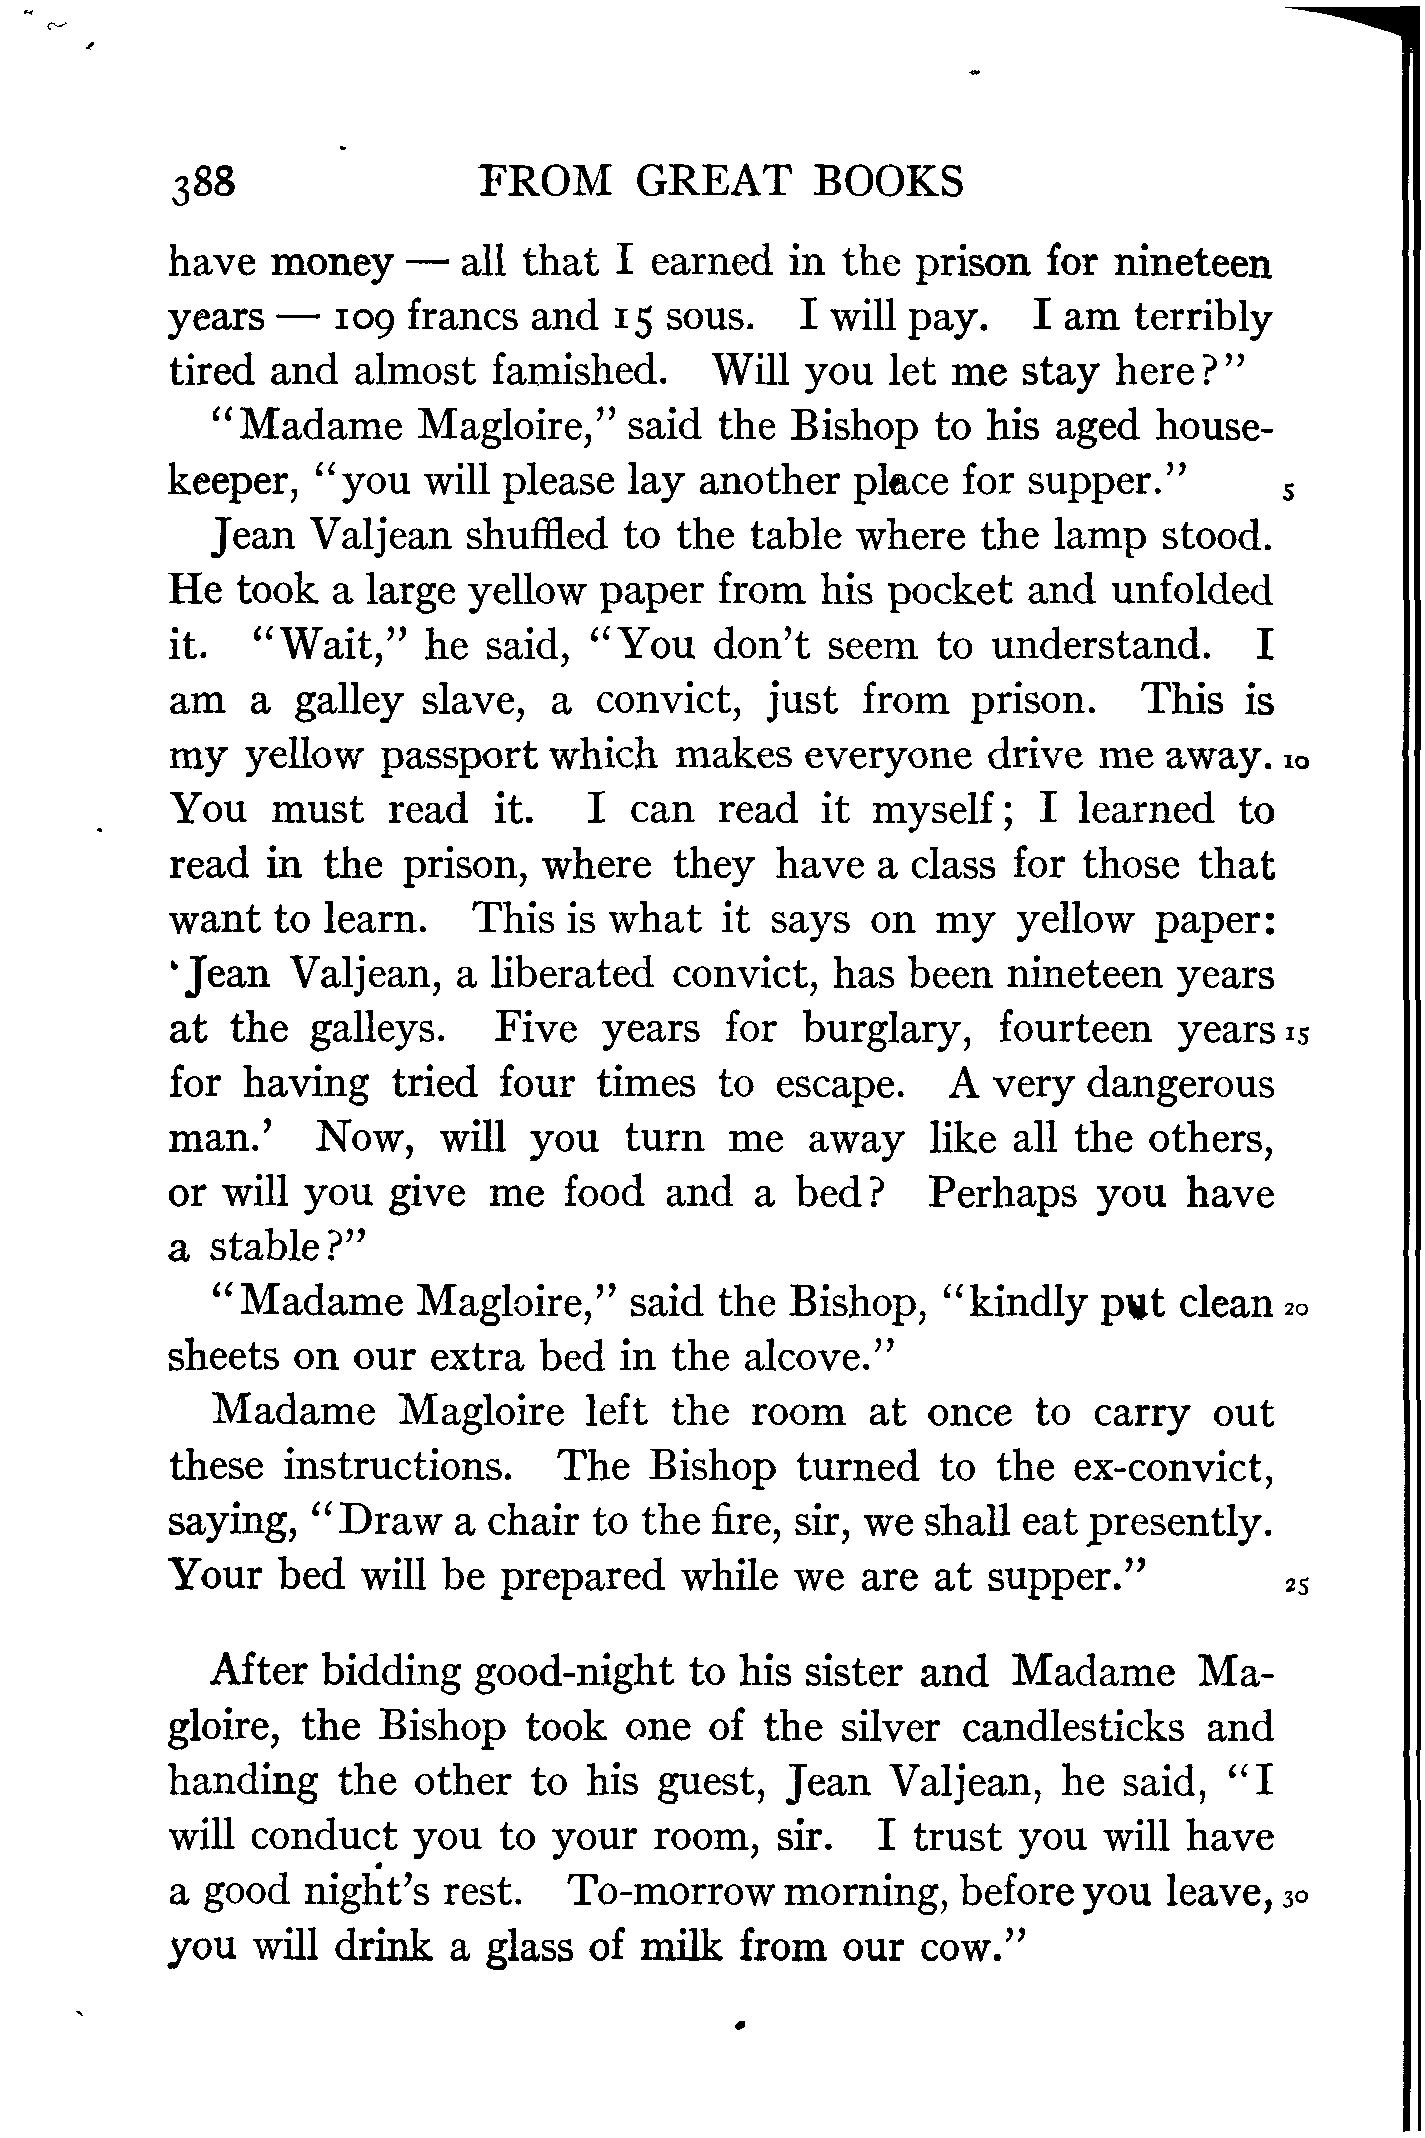 388 FROM GREAT BOOKS
have money — all that I earned in the prison for nineteen
years — 109 francs and 15 sous. I will pay. I am terribly
tired and almost famished. Will you let me stay here?"
"Madame Magloire," said the Bishop to his aged house-
keeper, "you will please lay another place for supper." 5
Jean Valjean shuffled to the table where the lamp stood.
He took a large yellow paper from his pocket and unfolded
it. "Wait," he said, "You don't seem to understand. I
am a galley slave, a convict, just from prison. This is
my yellow passport which makes everyone drive me away. 10
You must read it. I can read it myself; I learned to
read in the prison, where they have a class for those that
want to learn. This is what it says on my yellow paper:
'Jean Valjean, a liberated convict, has been nineteen years
at the galleys. Five years for burglary, fourteen years 15
for having tried four times to escape. A very dangerous
man.' Now, will you turn me away like all the others,
or will you give me food and a bed? Perhaps you have
a stable?"
"Madame Magloire," said the Bishop, "kindly put clean 20
sheets on our extra bed in the alcove."
Madame Magloire left the room at once to carry out
these instructions. The Bishop turned to the ex-convict,
saying, "Draw a chair to the fire, sir, we shall eat presently.
Your bed will be prepared while we are at supper." 25
After bidding good-night to his sister and Madame Ma-
gloire, the Bishop took one of the silver candlesticks and
handing the other to his guest, Jean Valjean, he said, "I
will conduct you to your room, sir. I trust you will have
a good night's rest. To-morrow morning, before you leave, 30
you will drink a glass of milk from our cow."